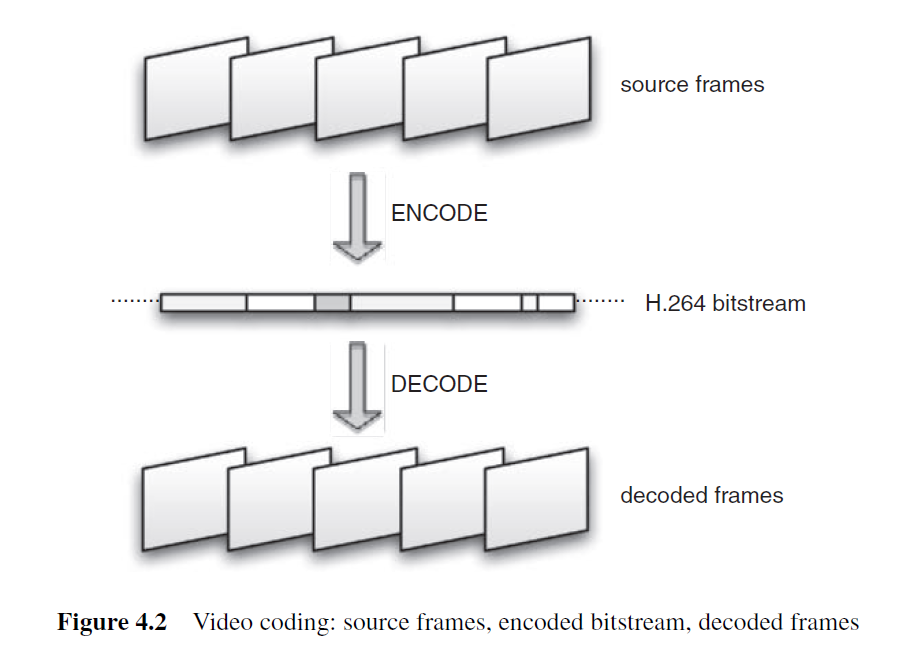 source frames
ENCODE
H.264 bitstream
DECODE
decoded frames
Figure 4.2 Video coding: source frames, encoded bitstream, decoded frames